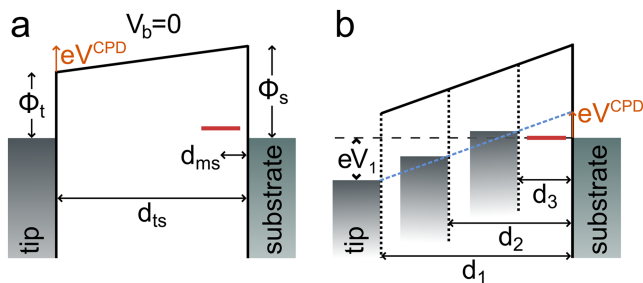 a
V_b=0
eV^CPD
Φ_t
Φ_s
d_ms
d_ts
tip
substrate
b
eV^CPD
eV_1
d_3
d_2
d_1
tip
substrate